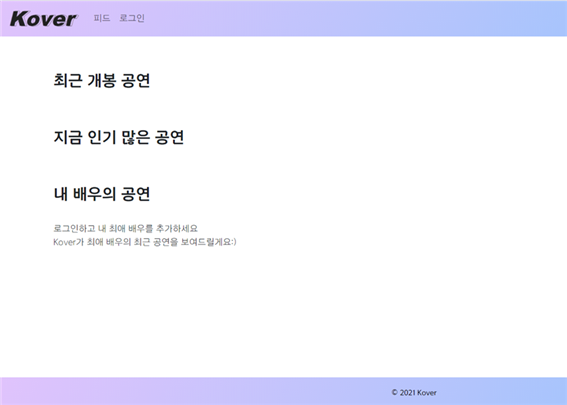 Kover 피드 로그인
최근 개봉 공연
지금 인기 많은 공연
내 배우의 공연
로그인하고 내 최애 배우를 추가하세요
Kover가 최애 배우의 최근 공연을 보여드릴게요:)
© 2021 Kover